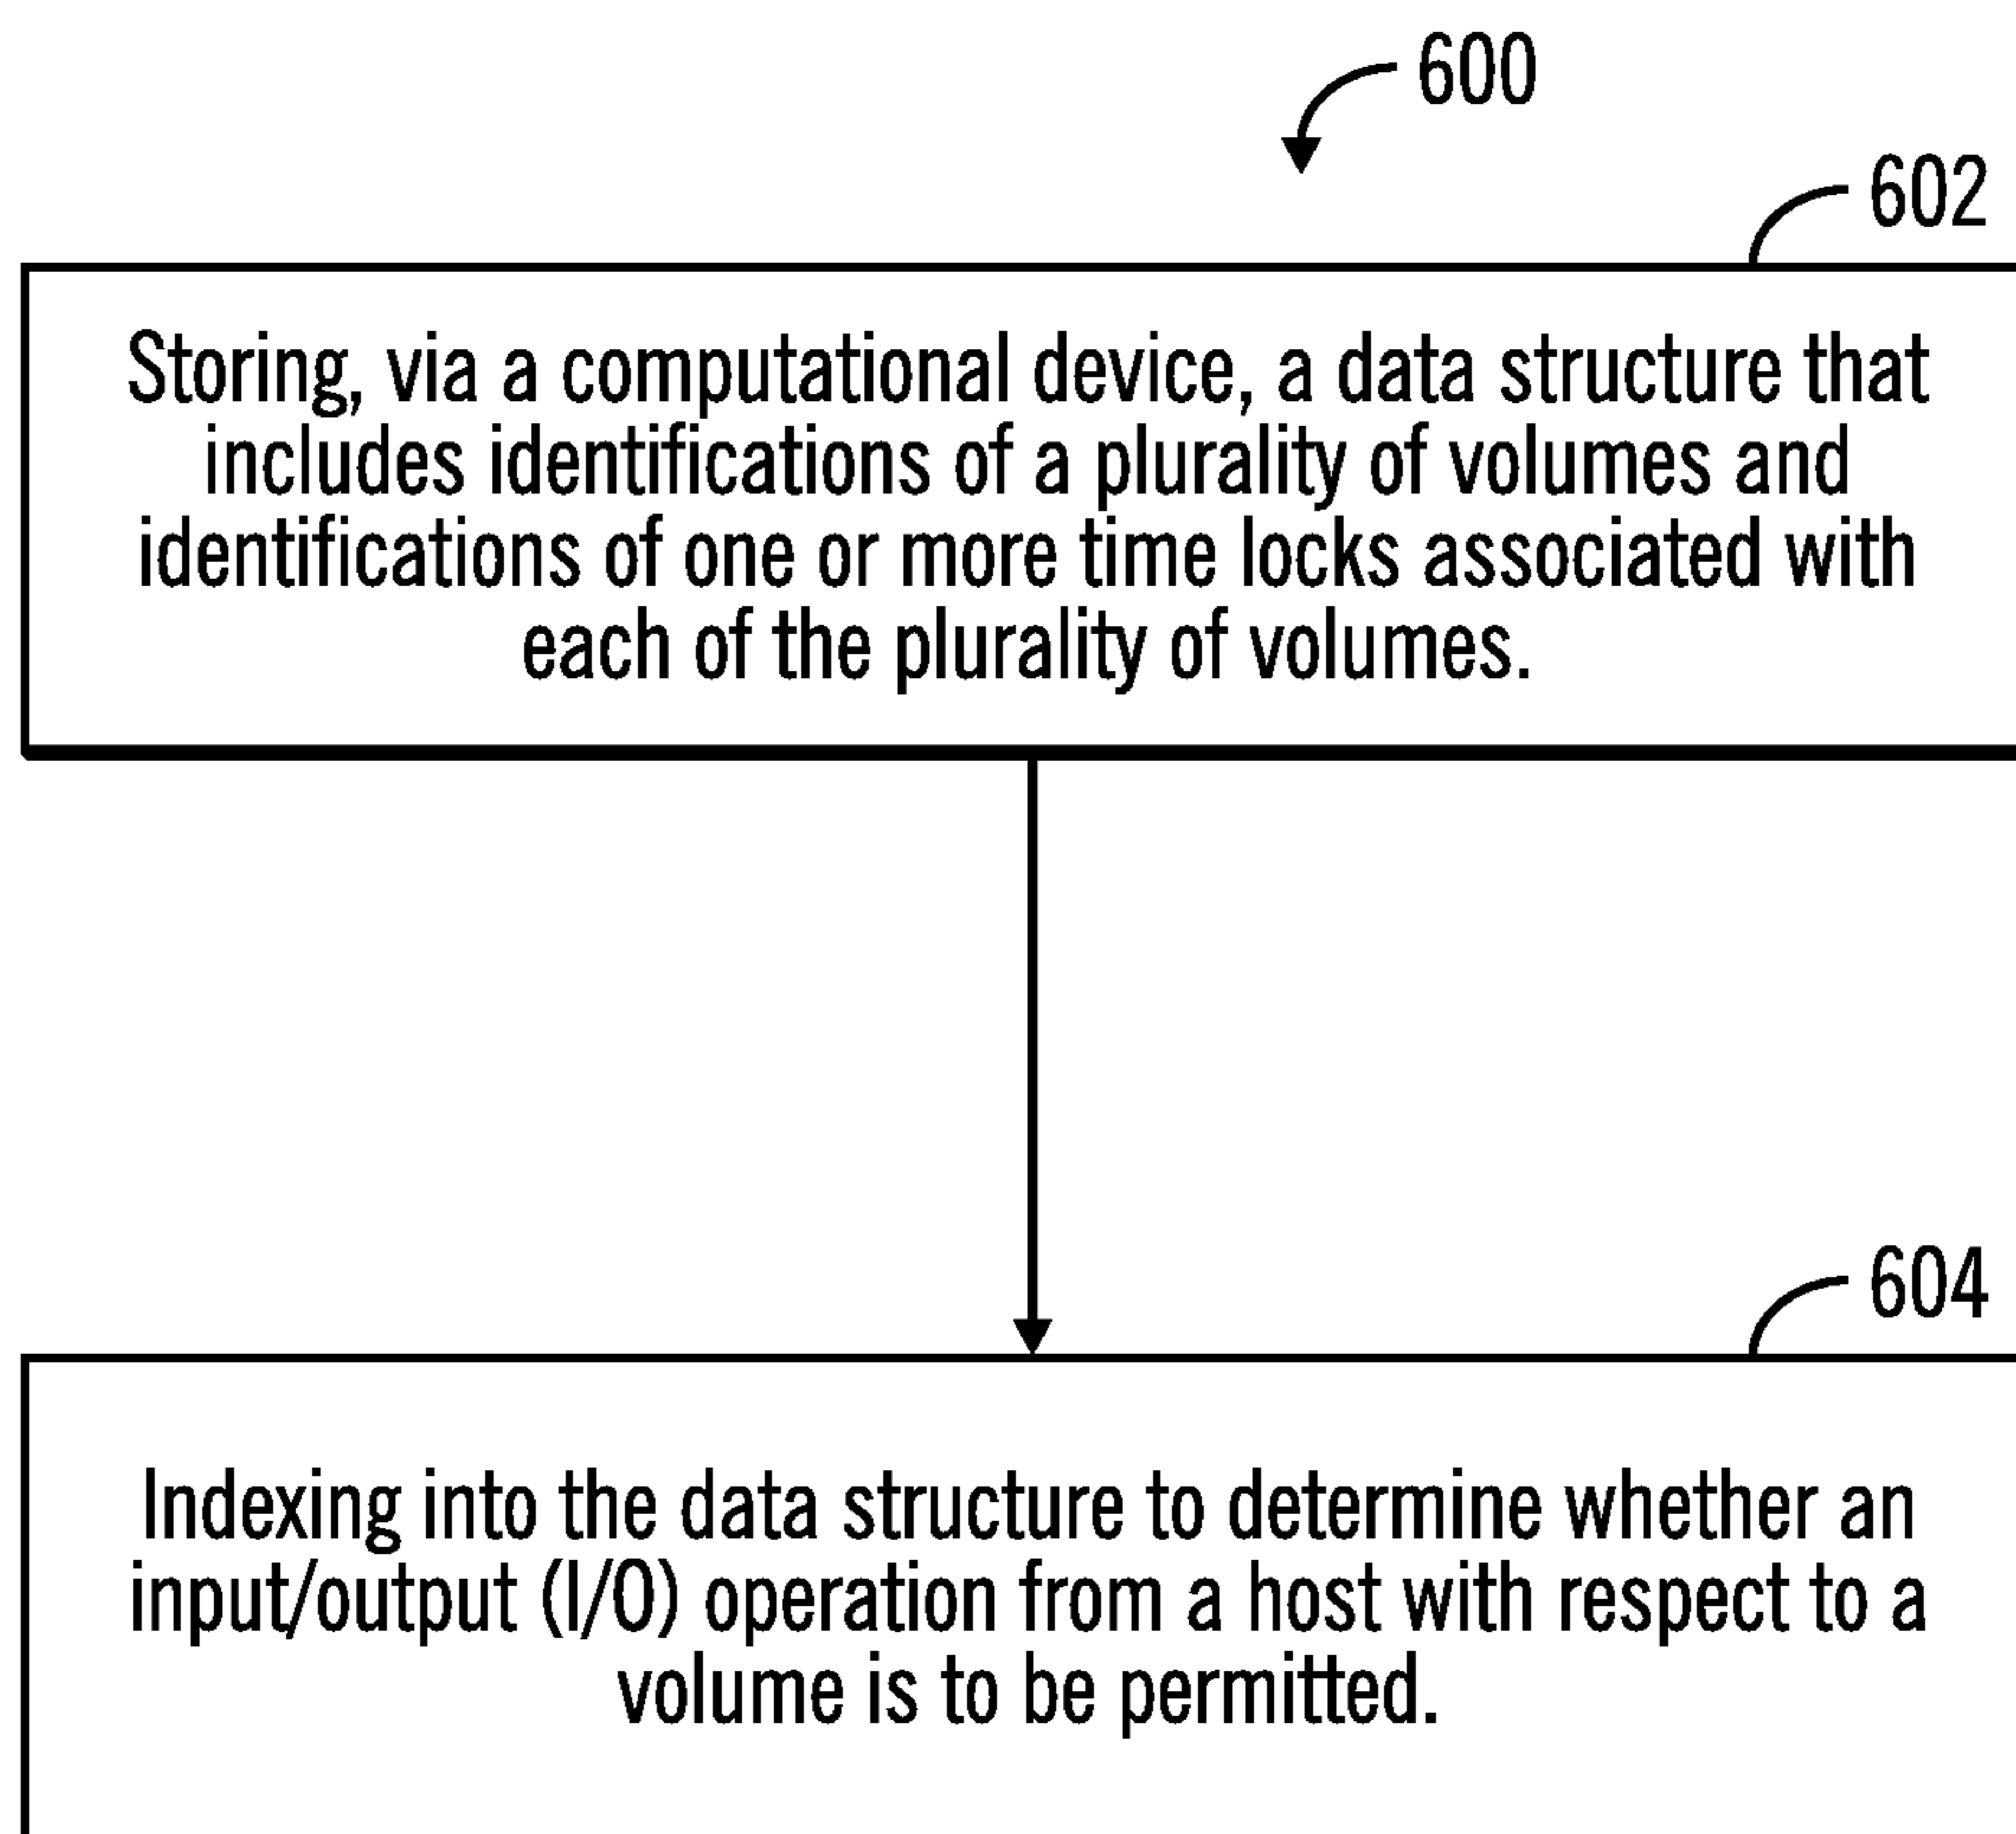 600
602
Storing, via a computational device, a data structure that
includes identifications of a plurality of volumes and
identifications of one or more time locks associated with
each of the plurality of volumes.
604
Indexing into the data structure to determine whether an
input/output (I/O) operation from a host with respect to a
volume is to be permitted.